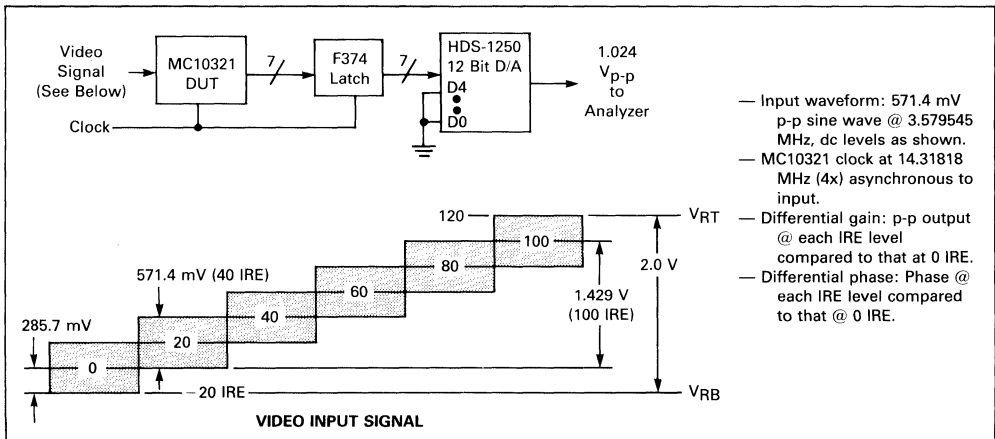 Video
Signal
(See Below)
MC10321
DUT
7
F374
Latch
7
HDS-1250
12 Bit D/A
D4
D0
1.024
Vp-p
to
Analyzer
Clock
— Input waveform: 571.4 mV
p-p sine wave @ 3.579545
MHz, dc levels as shown.
— MC10321 clock at 14.31818
MHz (4x) asynchronous to
input.
— Differential gain: p-p output
@ each IRE level
compared to that at 0 IRE.
— Differential phase: Phase @
each IRE level compared
to that @ 0 IRE.
120
VRT
100
2.0 V
80
571.4 mV (40 IRE)
60
1.429 V
(100 IRE)
40
285.7 mV
20
0
–20 IRE
VRB
VIDEO INPUT SIGNAL